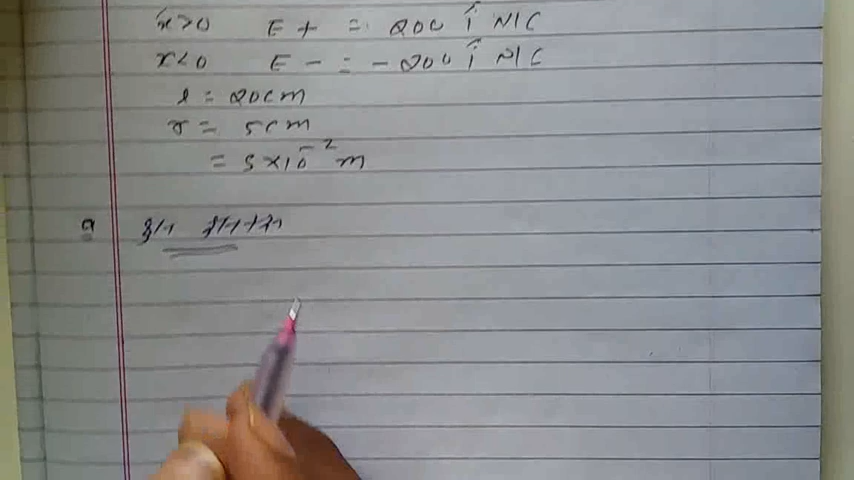 x>0 E+ = 200 î N/C
x<0 E- = -200 î N/C
l = 20cm
r = 5cm
= 5×10⁻² m